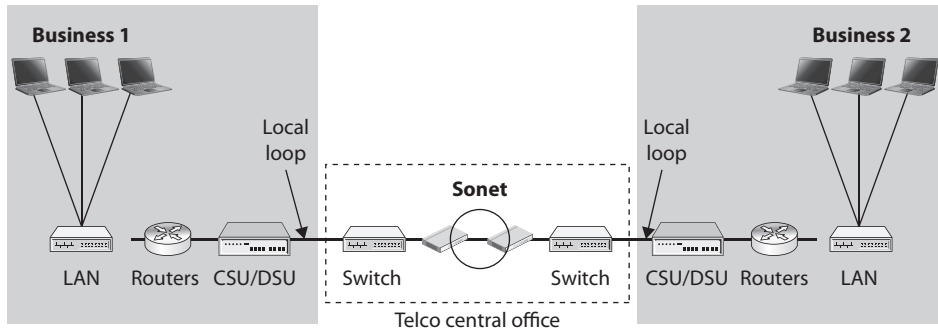 Business 1
Business 2
Local
loop
Local
loop
Sonet
LAN
Routers
CSU/DSU
Switch
Switch
CSU/DSU
Routers
LAN
Telco central office